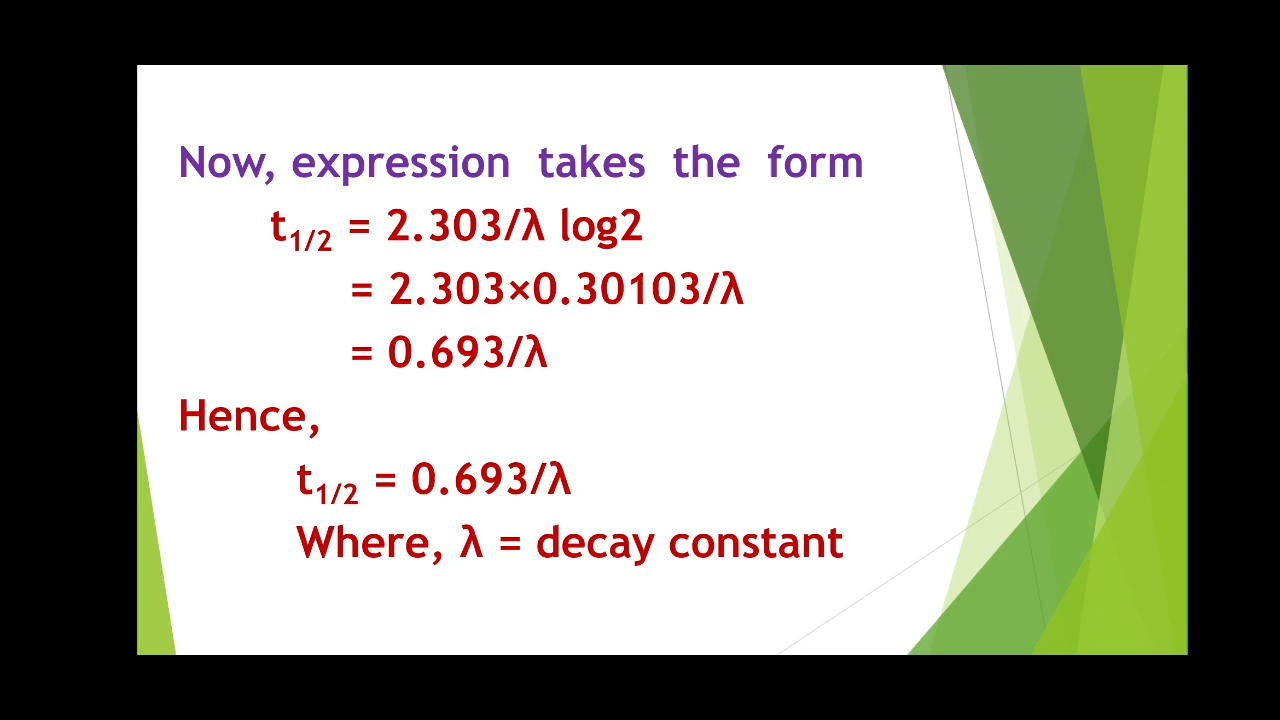 Now, expression takes the form
t₁/₂ = 2.303/λ log2
= 2.303×0.30103/λ
= 0.693/λ
Hence,
t₁/₂ = 0.693/λ
Where, λ = decay constant